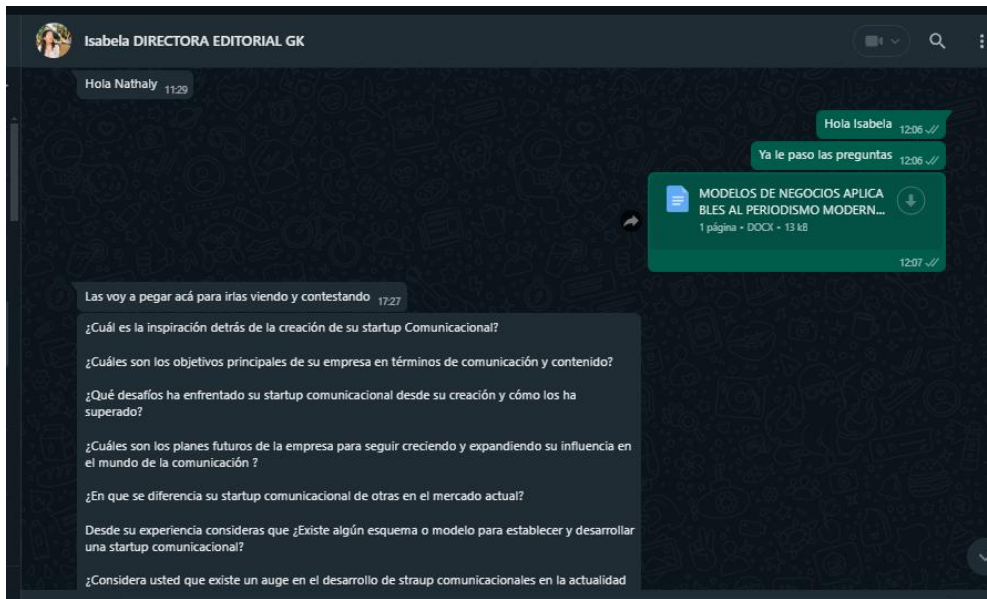 Isabela DIRECTORA EDITORIAL GK
Hola Nathaly 11:29
Hola Isabela 12:06
Ya le paso las preguntas 12:06
MODELOS DE NEGOCIOS APLICA
BLES AL PERIODISMO MODERN...
1 página • DOCX • 13 kB
12:07
Las voy a pegar acá para irlas viendo y contestando 17:27
¿Cuál es la inspiración detrás de la creación de su startup Comunicacional?
¿Cuáles son los objetivos principales de su empresa en términos de comunicación y contenido?
¿Qué desafíos ha enfrentado su startup comunicacional desde su creación y cómo los ha
superado?
¿Cuáles son los planes futuros de la empresa para seguir creciendo y expandiendo su influencia en
el mundo de la comunicación ?
¿En que se diferencia su startup comunicacional de otras en el mercado actual?
Desde su experiencia consideras que ¿Existe algún esquema o modelo para establecer y desarrollar
una startup comunicacional?
¿Considera usted que existe un auge en el desarrollo de straup comunicacionales en la actualidad